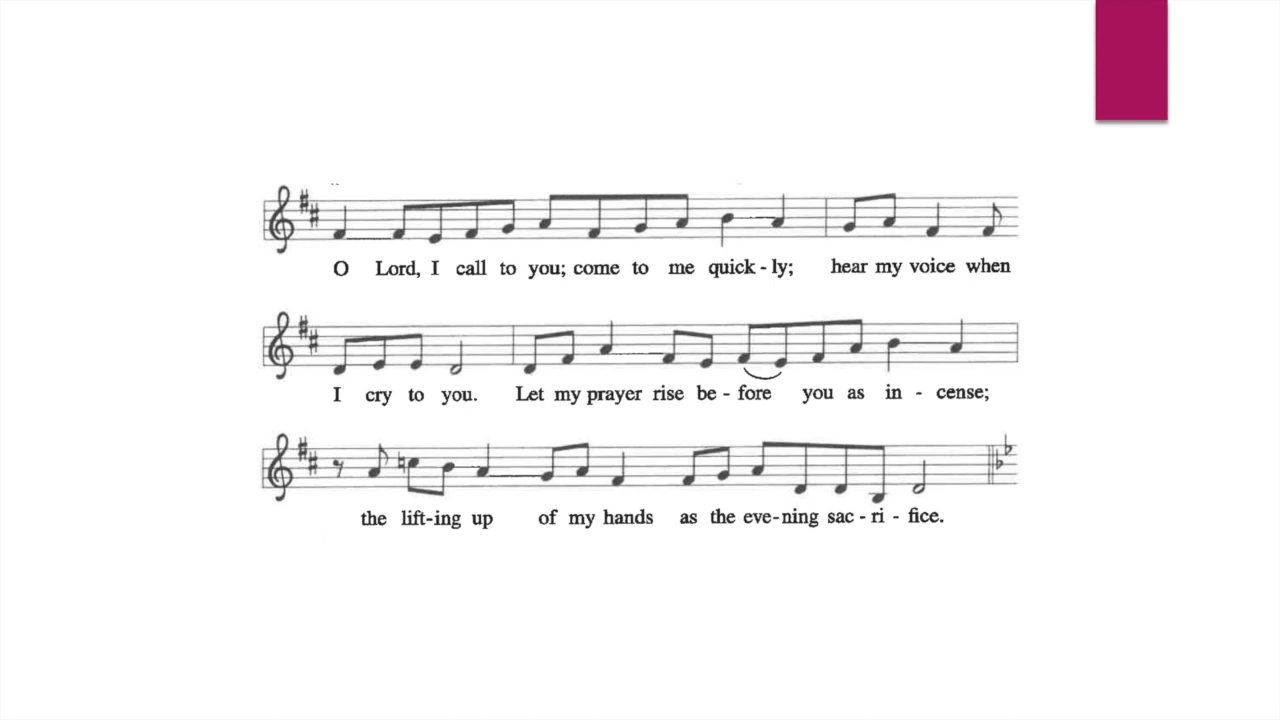 O Lord, I call to you; come to me quick - ly; hear my voice when
I cry to you. Let my prayer rise be - fore you as in - cense;
the lift-ing up of my hands as the eve-ning sac - ri - fice.